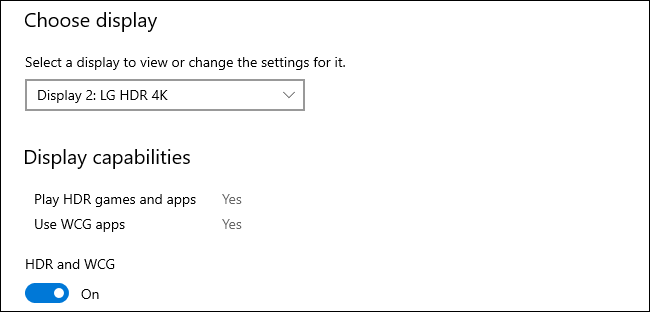 Choose display
Select a display to view or change the settings for it.
Display 2: LG HDR 4K
Display capabilities
Play HDR games and apps Yes
Use WCG apps Yes
HDR and WCG
On